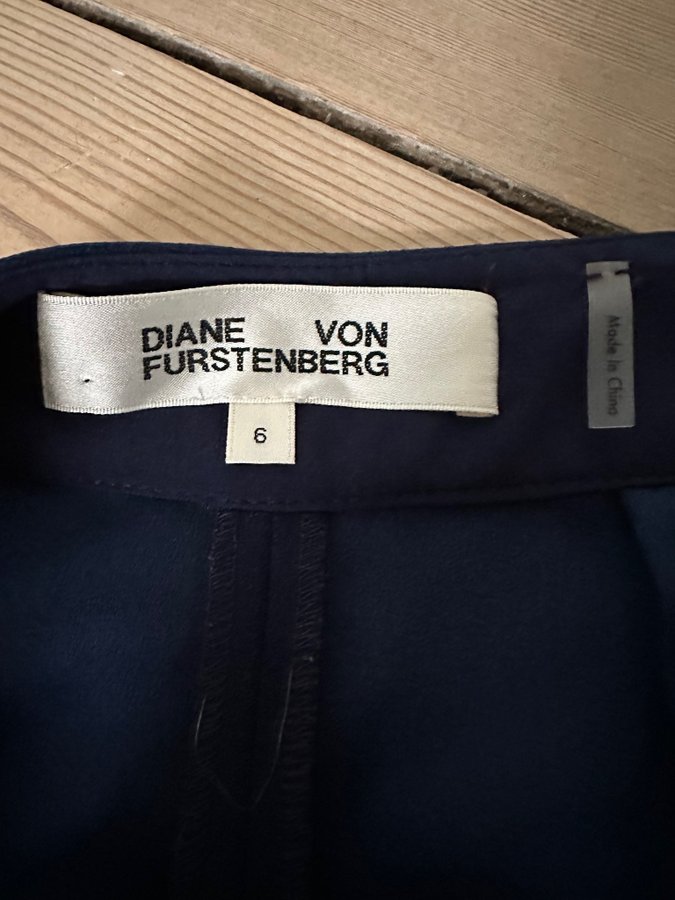 DIANE VON
FURSTENBERG
6
Made in China